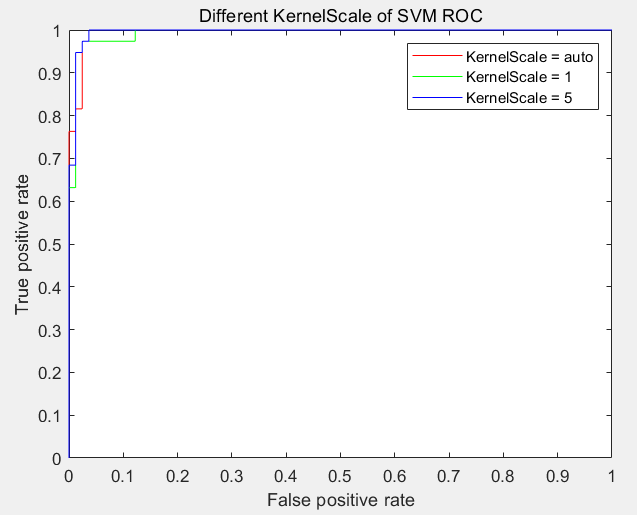 Different KernelScale of SVM ROC
KernelScale = auto
KernelScale = 1
KernelScale = 5
True positive rate
1
0.9
0.8
0.7
0.6
0.5
0.4
0.3
0.2
0.1
0
0 0.1 0.2 0.3 0.4 0.5 0.6 0.7 0.8 0.9 1
False positive rate